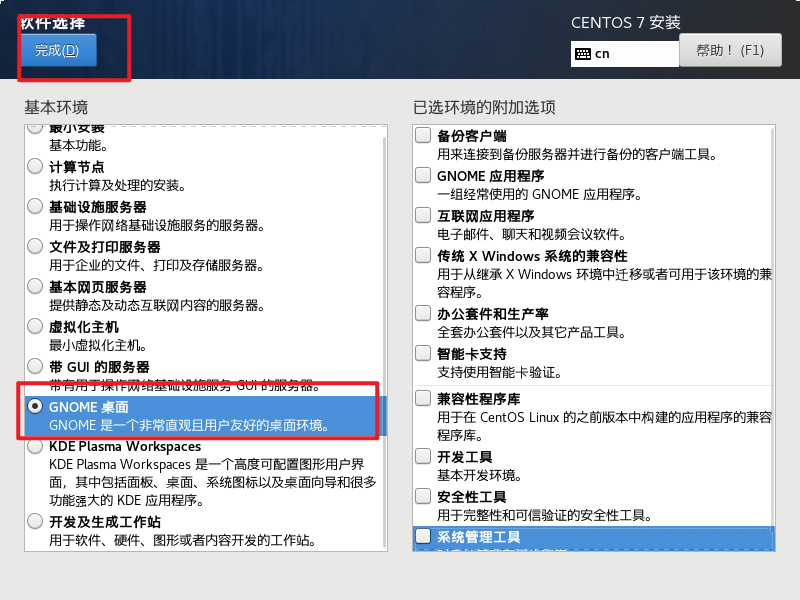 软件选择
CENTOS 7 安装
完成(D)
cn
帮助！(F1)
基本环境
最小安装
基本功能。
计算节点
执行计算及处理的安装。
基础设施服务器
用于操作网络基础设施服务的服务器。
文件及打印服务器
用于企业的文件、打印及存储服务器。
基本网页服务器
提供静态及动态互联网内容的服务器。
虚拟化主机
最小虚拟化主机。
带 GUI 的服务器
带有用于操作网络基础设施服务 GUI 的服务器。
GNOME 桌面
GNOME 是一个非常直观且用户友好的桌面环境。
KDE Plasma Workspaces
KDE Plasma Workspaces 是一个高度可配置图形用户界
面，其中包括面板、桌面、系统图标以及桌面向导和很多
功能强大的 KDE 应用程序。
开发及生成工作站
用于软件、硬件、图形或者内容开发的工作站。
已选环境的附加选项
备份客户端
用来连接到备份服务器并进行备份的客户端工具。
GNOME 应用程序
一组经常使用的 GNOME 应用程序。
互联网应用程序
电子邮件、聊天和视频会议软件。
传统 X Windows 系统的兼容性
用于从继承 X Windows 环境中迁移或者可用于该环境的兼
容程序。
办公套件和生产率
全套办公套件以及其它产品工具。
智能卡支持
支持使用智能卡验证。
兼容性程序库
用于在 CentOS Linux 的之前版本中构建的应用程序的兼容
程序库。
开发工具
基本开发环境。
安全性工具
用于完整性和可信验证的安全性工具。
系统管理工具